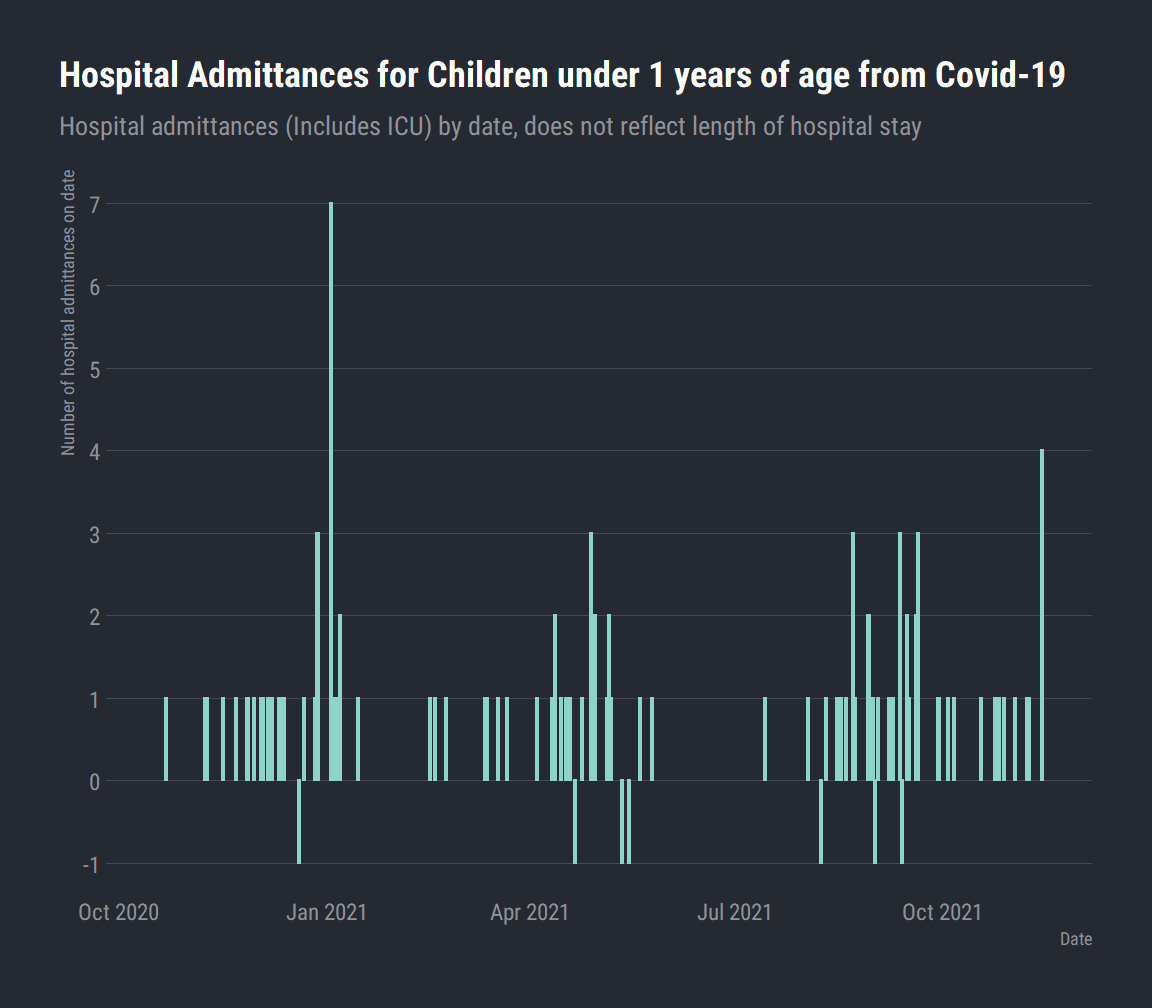 Hospital Admittances for Children under 1 years of age from Covid-19
Hospital admittances (Includes ICU) by date, does not reflect length of hospital stay
Number of hospital admittances on date
7
6
5
4
3
2
1
0
-1
Oct 2020 Jan 2021 Apr 2021 Jul 2021 Oct 2021
Date